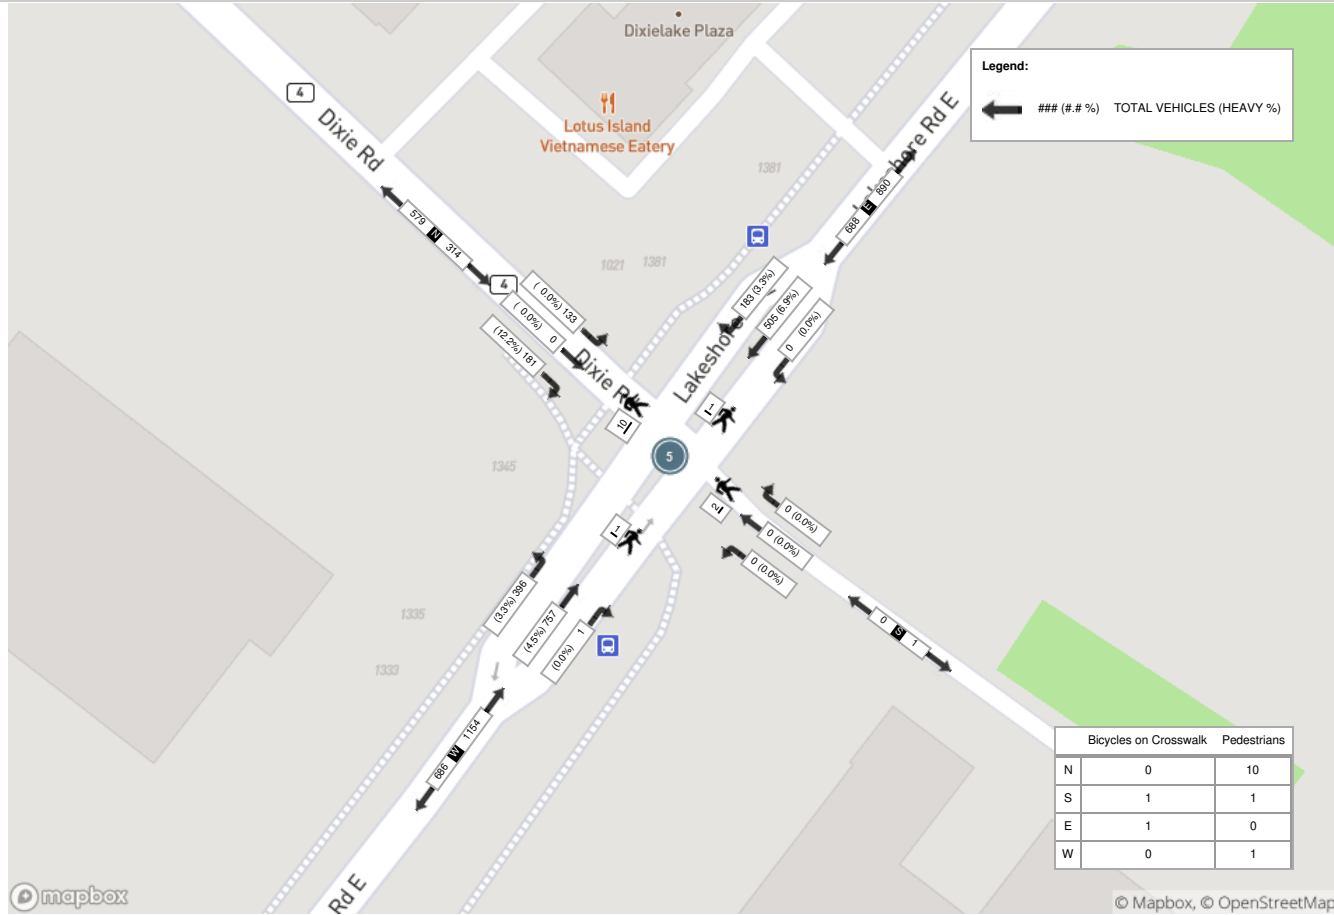 Dixielake Plaza
Legend:
### (#.# %) TOTAL VEHICLES (HEAVY %)
4
Dixie Rd
Lotus Island
Vietnamese Eatery
1381
Lakeshore Rd E
890
E
688
579
N
314
1021
1381
4
( 0.0%) 133
( 0.0%) 0
(12.2%) 181
183 (3.3%)
505 (6.9%)
0 (0.0%)
Dixie Rd
Lakeshore
10
1
5
1345
2
0 (0.0%)
0 (0.0%)
0 (0.0%)
1
(3.3%) 396
(4.5%) 757
(0.0%) 1
1335
1333
0
S
1
1154
W
686
Bicycles on Crosswalk Pedestrians
N 0 10
S 1 1
E 1 0
W 0 1
Rd E
mapbox
© Mapbox, © OpenStreetMap